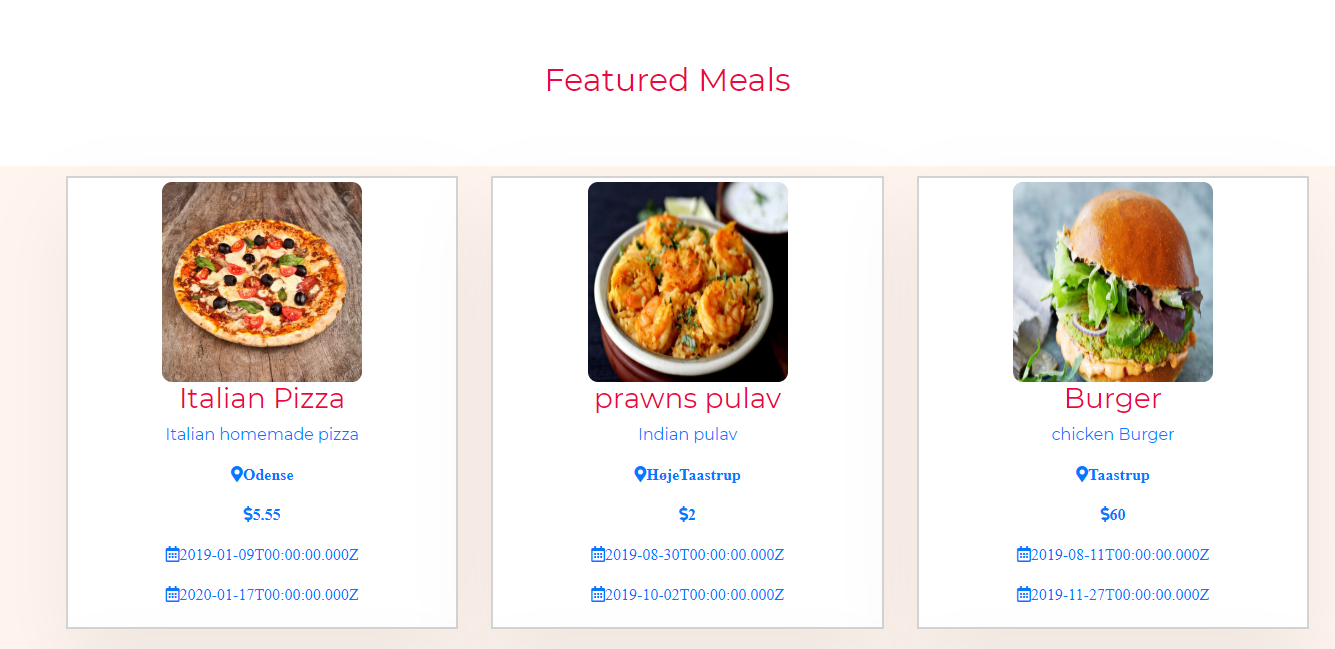 Featured Meals
Italian Pizza
Italian homemade pizza
Odense
$5.55
2019-01-09T00:00:00.000Z
2020-01-17T00:00:00.000Z
prawns pulav
Indian pulav
HøjeTaastrup
$2
2019-08-30T00:00:00.000Z
2019-10-02T00:00:00.000Z
Burger
chicken Burger
Taastrup
$60
2019-08-11T00:00:00.000Z
2019-11-27T00:00:00.000Z